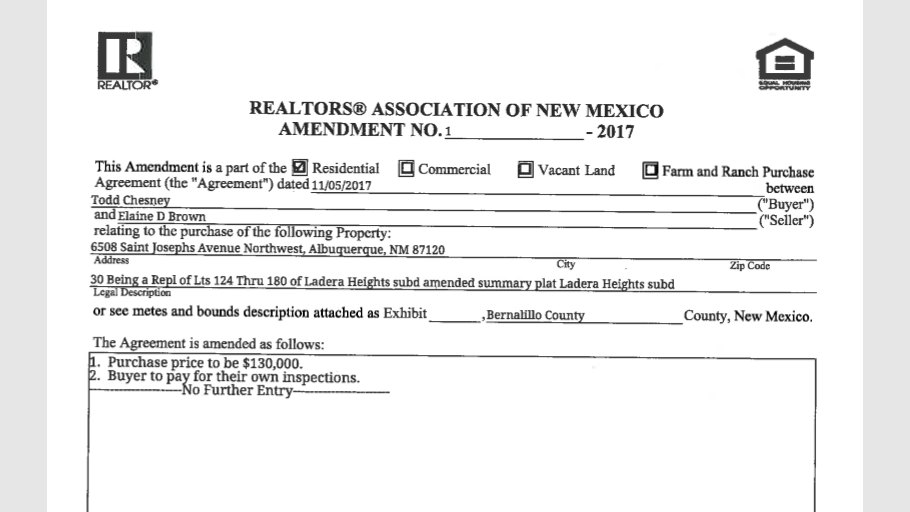 REALTOR®
EQUAL HOUSING
OPPORTUNITY
REALTORS® ASSOCIATION OF NEW MEXICO
AMENDMENT NO. 1 - 2017
This Amendment is a part of the Residential Commercial Vacant Land Farm and Ranch Purchase
Agreement (the "Agreement") dated 11/05/2017 between
Todd Chesney ("Buyer")
and Elaine D Brown ("Seller")
relating to the purchase of the following Property:
6508 Saint Josephs Avenue Northwest, Albuquerque, NM 87120
Address City Zip Code
30 Being a Repl of Lts 124 Thru 180 of Ladera Heights subd amended summary plat Ladera Heights subd
Legal Description
or see metes and bounds description attached as Exhibit ______, Bernalillo County County, New Mexico.
The Agreement is amended as follows:
1. Purchase price to be $130,000.
2. Buyer to pay for their own inspections.
--------------------No Further Entry--------------------